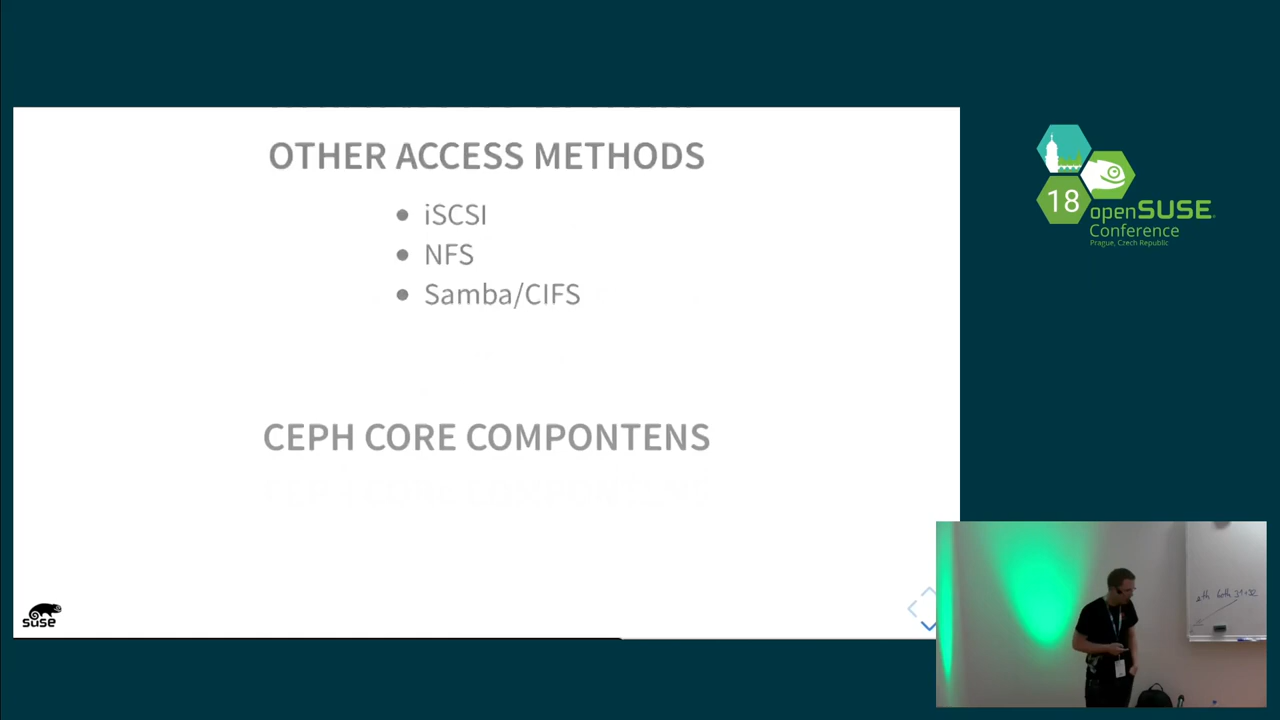 OTHER ACCESS METHODS
iSCSI
NFS
Samba/CIFS
CEPH CORE COMPONTENS
SUSE
18
openSUSE
Conference
Prague, Czech Republic